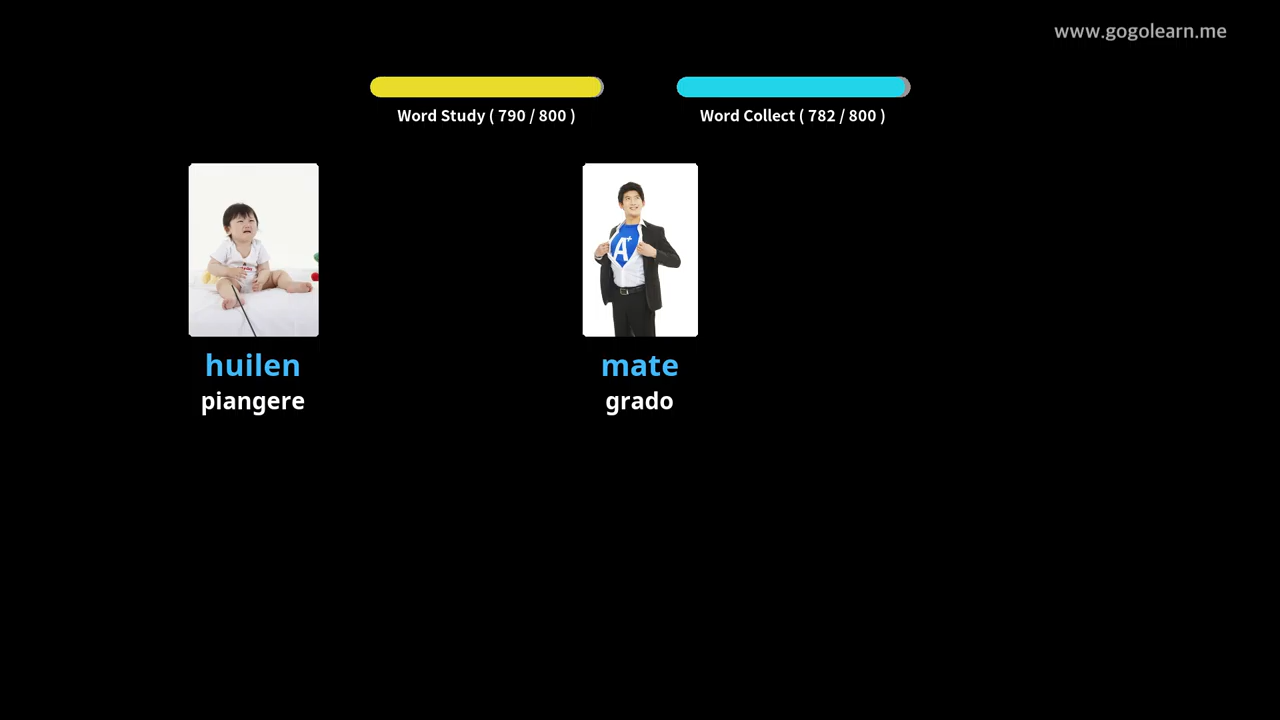 www.gogolearn.me
Word Study ( 790 / 800 )
Word Collect ( 782 / 800 )
A+
huilen
mate
piangere
grado